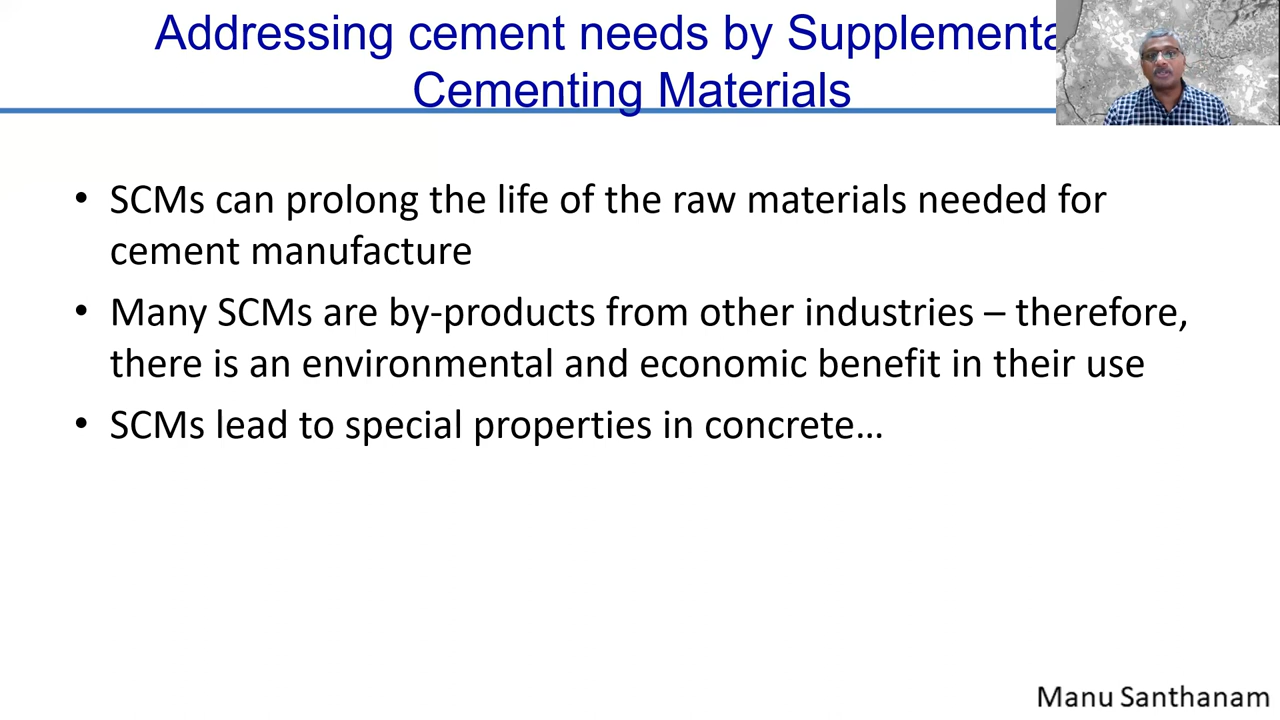 Addressing cement needs by Supplementa
Cementing Materials
• SCMs can prolong the life of the raw materials needed for
cement manufacture
• Many SCMs are by-products from other industries – therefore,
there is an environmental and economic benefit in their use
• SCMs lead to special properties in concrete…
Manu Santhanam